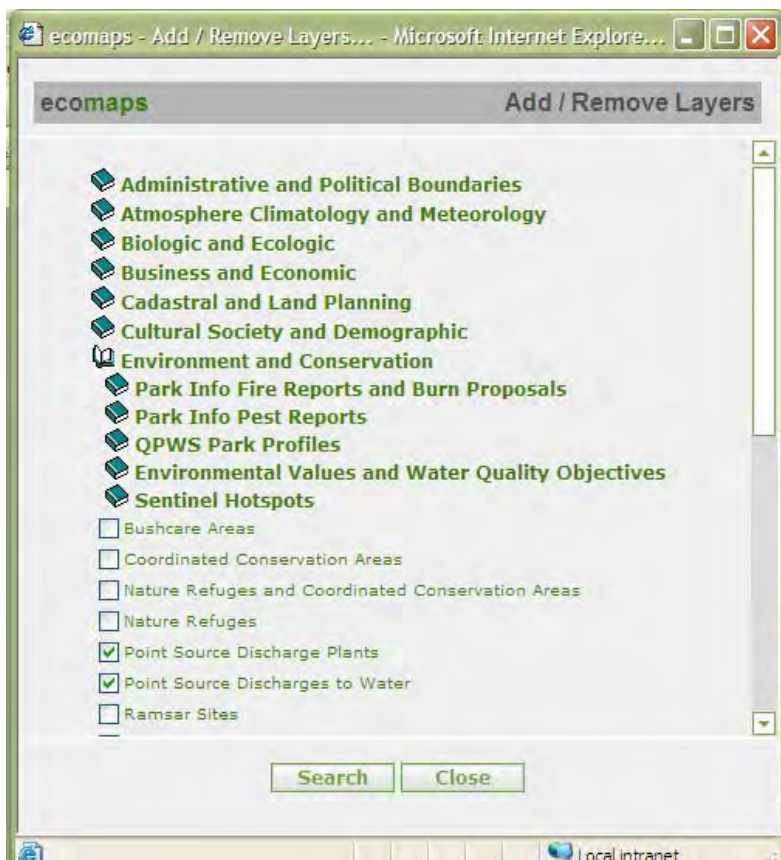 ecomaps - Add / Remove Layers... - Microsoft Internet Explore...
ecomaps Add / Remove Layers
Administrative and Political Boundaries
Atmosphere Climatology and Meteorology
Biologic and Ecologic
Business and Economic
Cadastral and Land Planning
Cultural Society and Demographic
Environment and Conservation
Park Info Fire Reports and Burn Proposals
Park Info Pest Reports
QPWS Park Profiles
Environmental Values and Water Quality Objectives
Sentinel Hotspots
Bushcare Areas
Coordinated Conservation Areas
Nature Refuges and Coordinated Conservation Areas
Nature Refuges
Point Source Discharge Plants
Point Source Discharges to Water
Ramsar Sites
Search Close
Local intranet